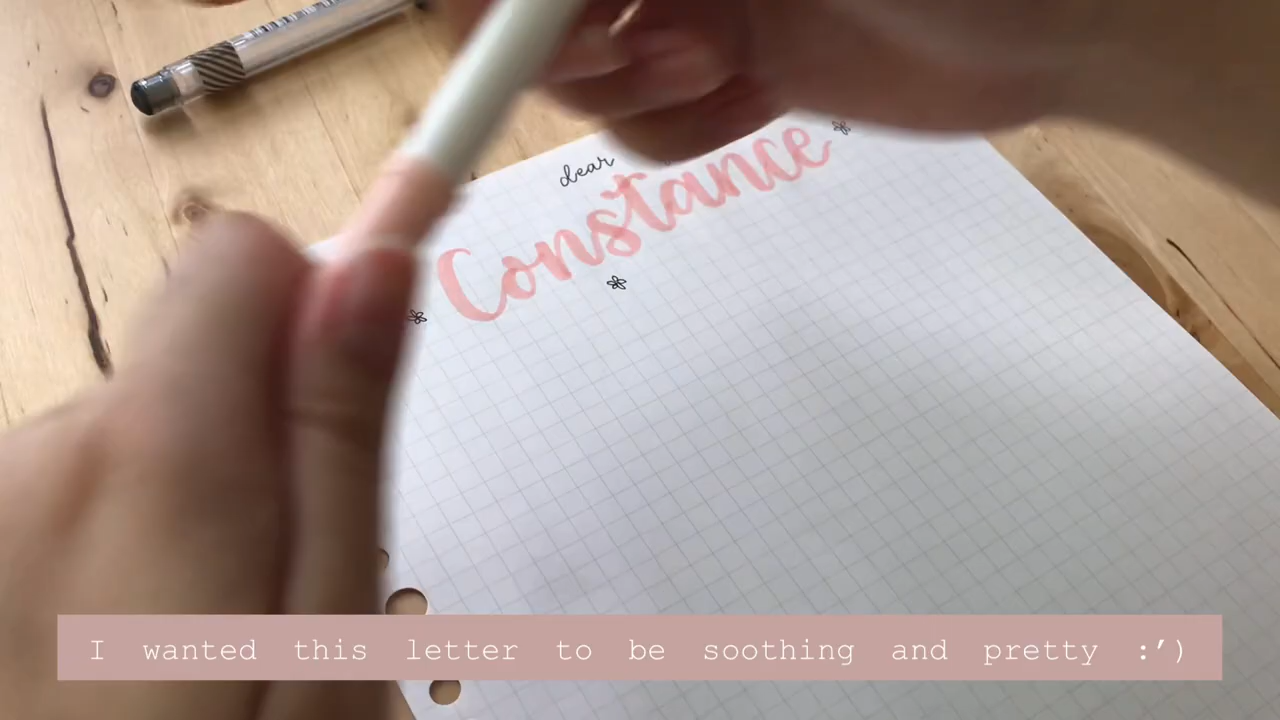 dear
Constance
I wanted this letter to be soothing and pretty :’)